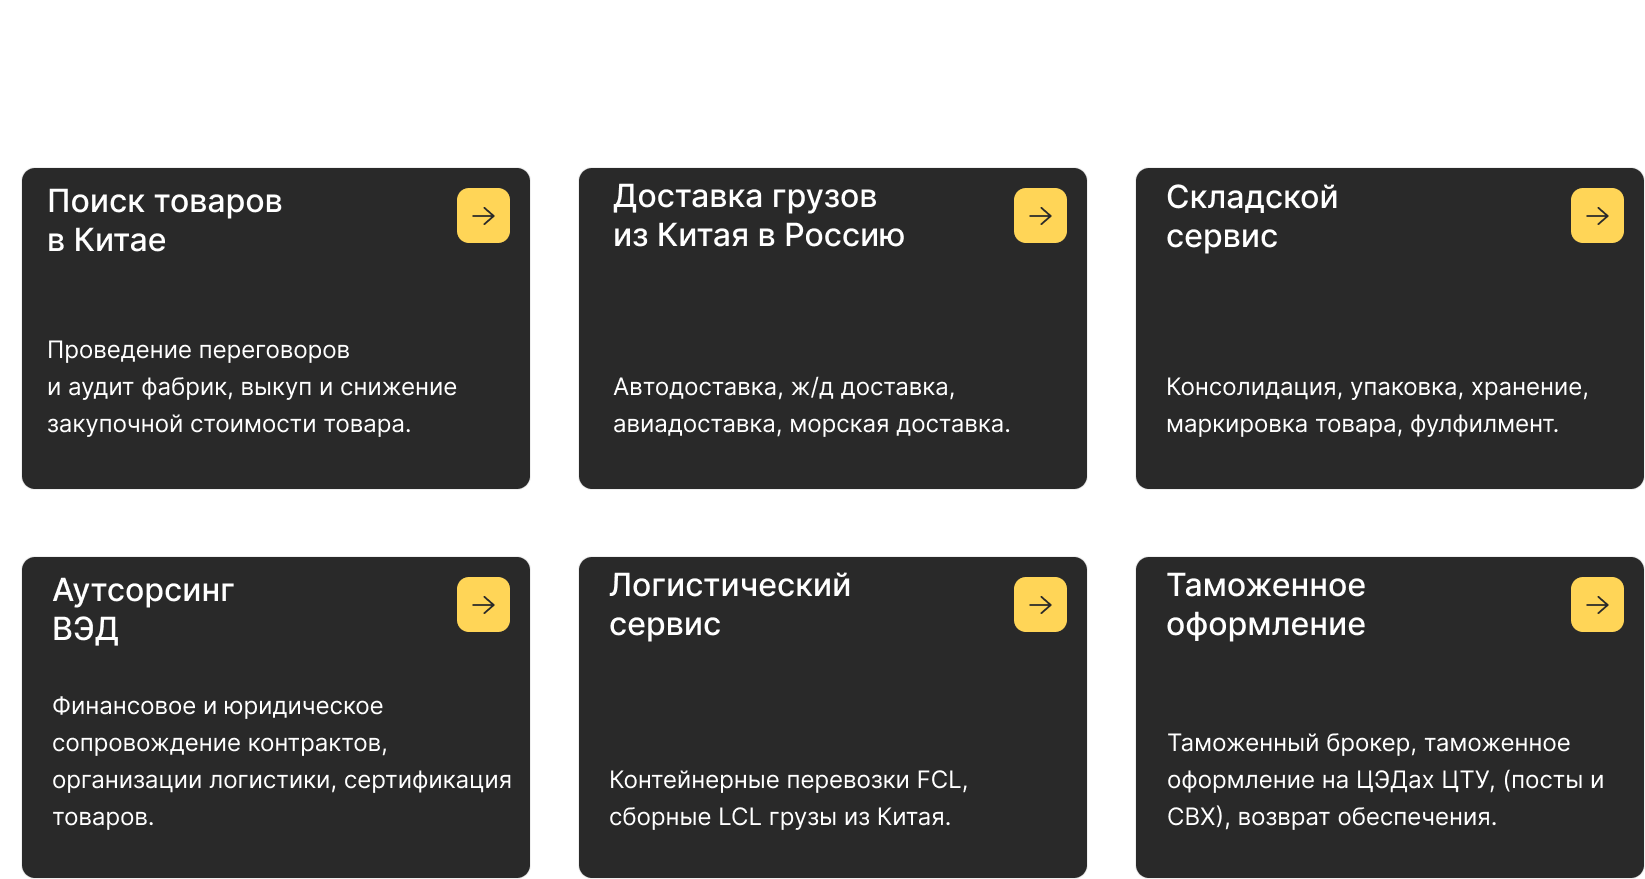 Поиск товаров
в Китае
Проведение переговоров
и аудит фабрик, выкуп и снижение
закупочной стоимости товара.
Доставка грузов
из Китая в Россию
Автодоставка, ж/д доставка,
авиадоставка, морская доставка.
Складской
сервис
Консолидация, упаковка, хранение,
маркировка товара, фулфилмент.
Аутсорсинг
ВЭД
Финансовое и юридическое
сопровождение контрактов,
организации логистики, сертификация
товаров.
Логистический
сервис
Контейнерные перевозки FCL,
сборные LCL грузы из Китая.
Таможенное
оформление
Таможенный брокер, таможенное
оформление на ЦЭДах ЦТУ, (посты и
СВХ), возврат обеспечения.